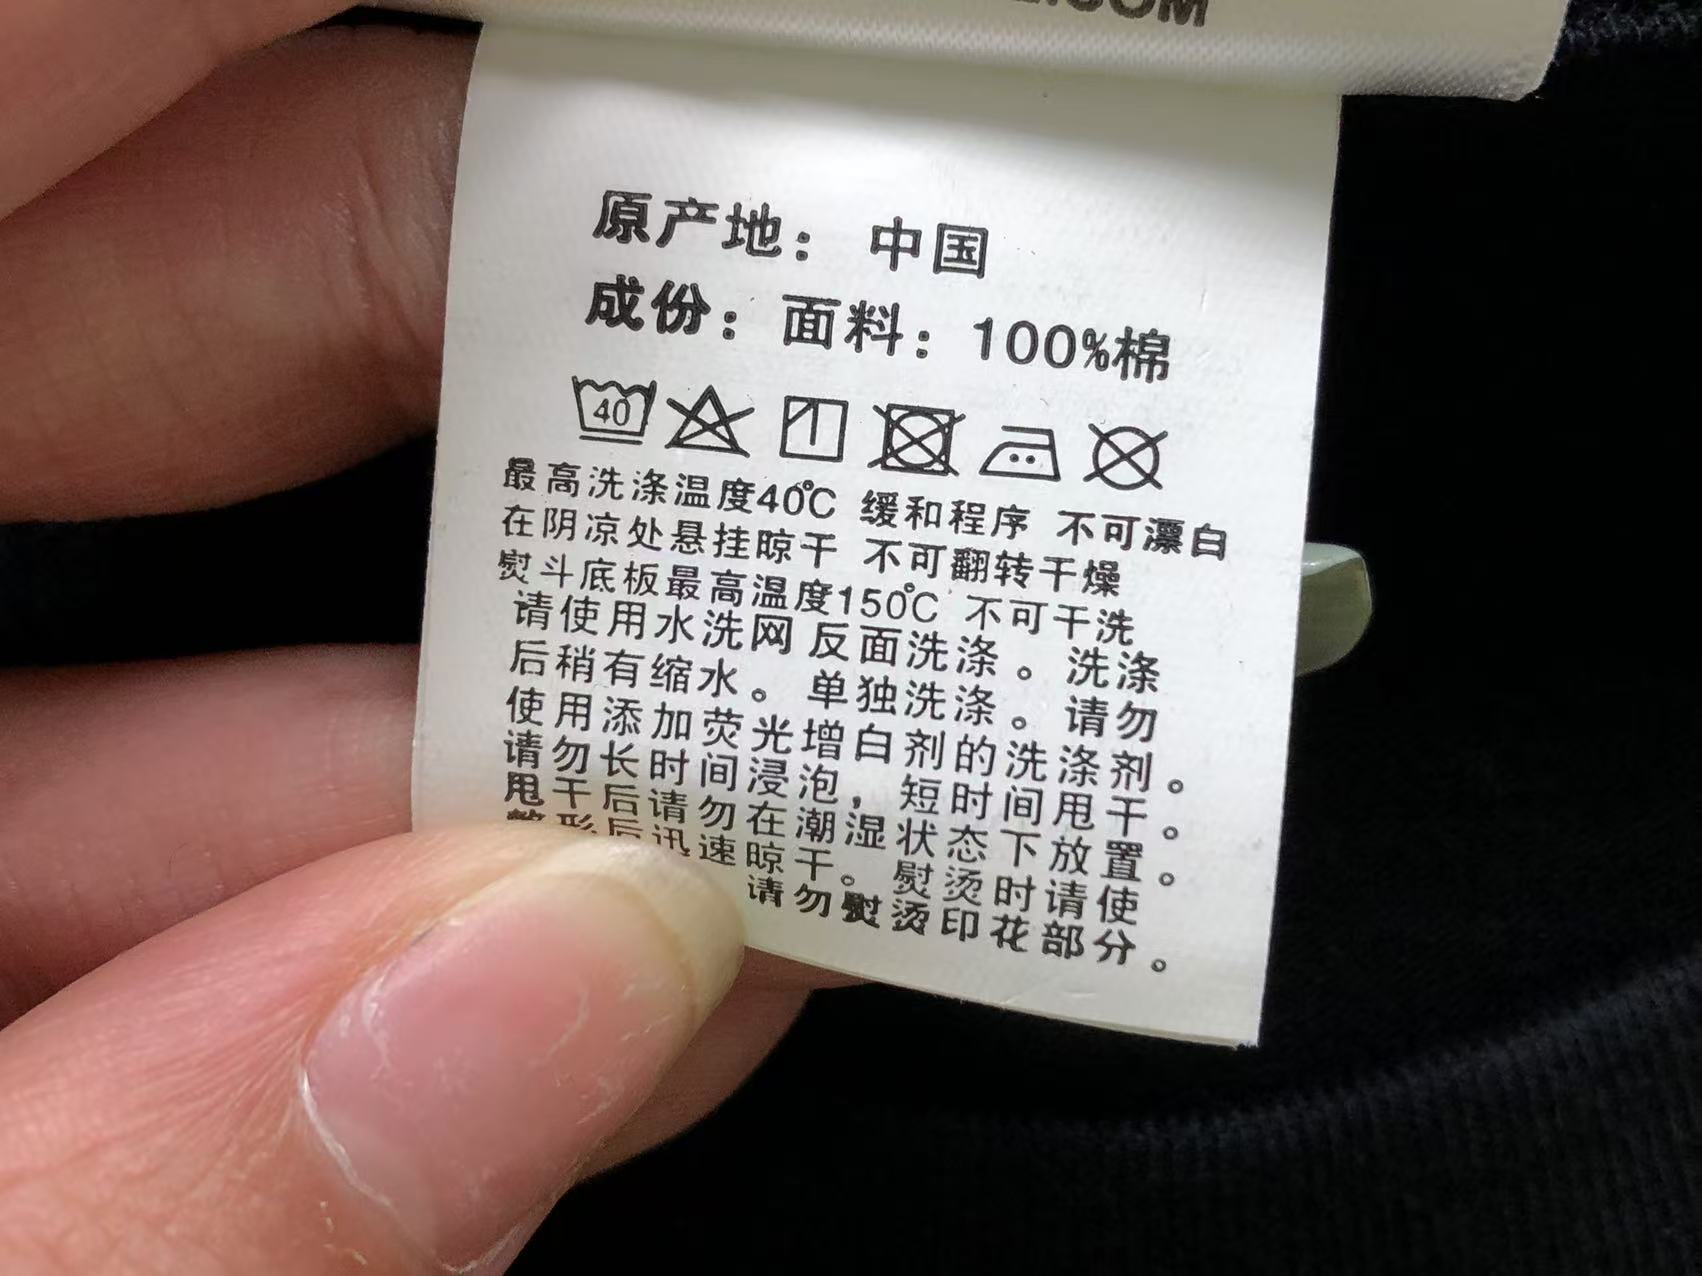 .COM
原产地：中国
成份：面料：100%棉
40
最高洗涤温度40℃ 缓和程序 不可漂白
在阴凉处悬挂晾干 不可翻转干燥
熨斗底板最高温度150℃ 不可干洗
请使用水洗网反面洗涤。洗涤
后稍有缩水。单独洗涤。请勿
使用添加荧光增白剂的洗涤剂。
请勿长时间浸泡，短时间甩干。
甩干后请勿在潮湿状态下放置。
整形后迅速晾干。熨烫时请使
请勿熨烫印花部分。